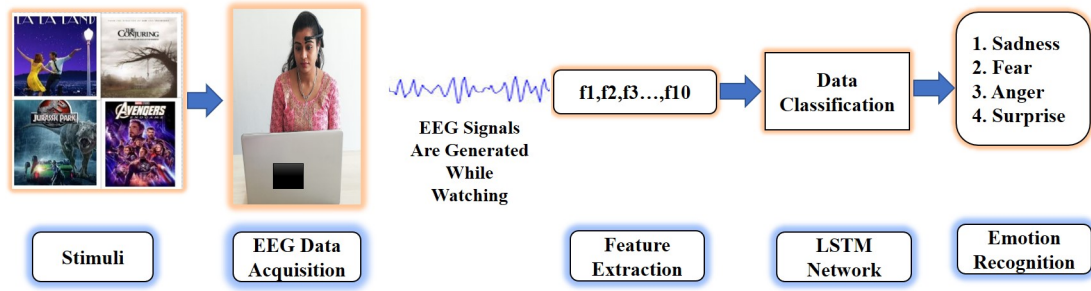 LA LA LAND
THE
CONJURING
JURASSIC PARK
AVENGERS
ENDGAME
EEG Signals
Are Generated
While
Watching
f1,f2,f3...,f10
Data
Classification
1. Sadness
2. Fear
3. Anger
4. Surprise
Stimuli
EEG Data
Acquisition
Feature
Extraction
LSTM
Network
Emotion
Recognition